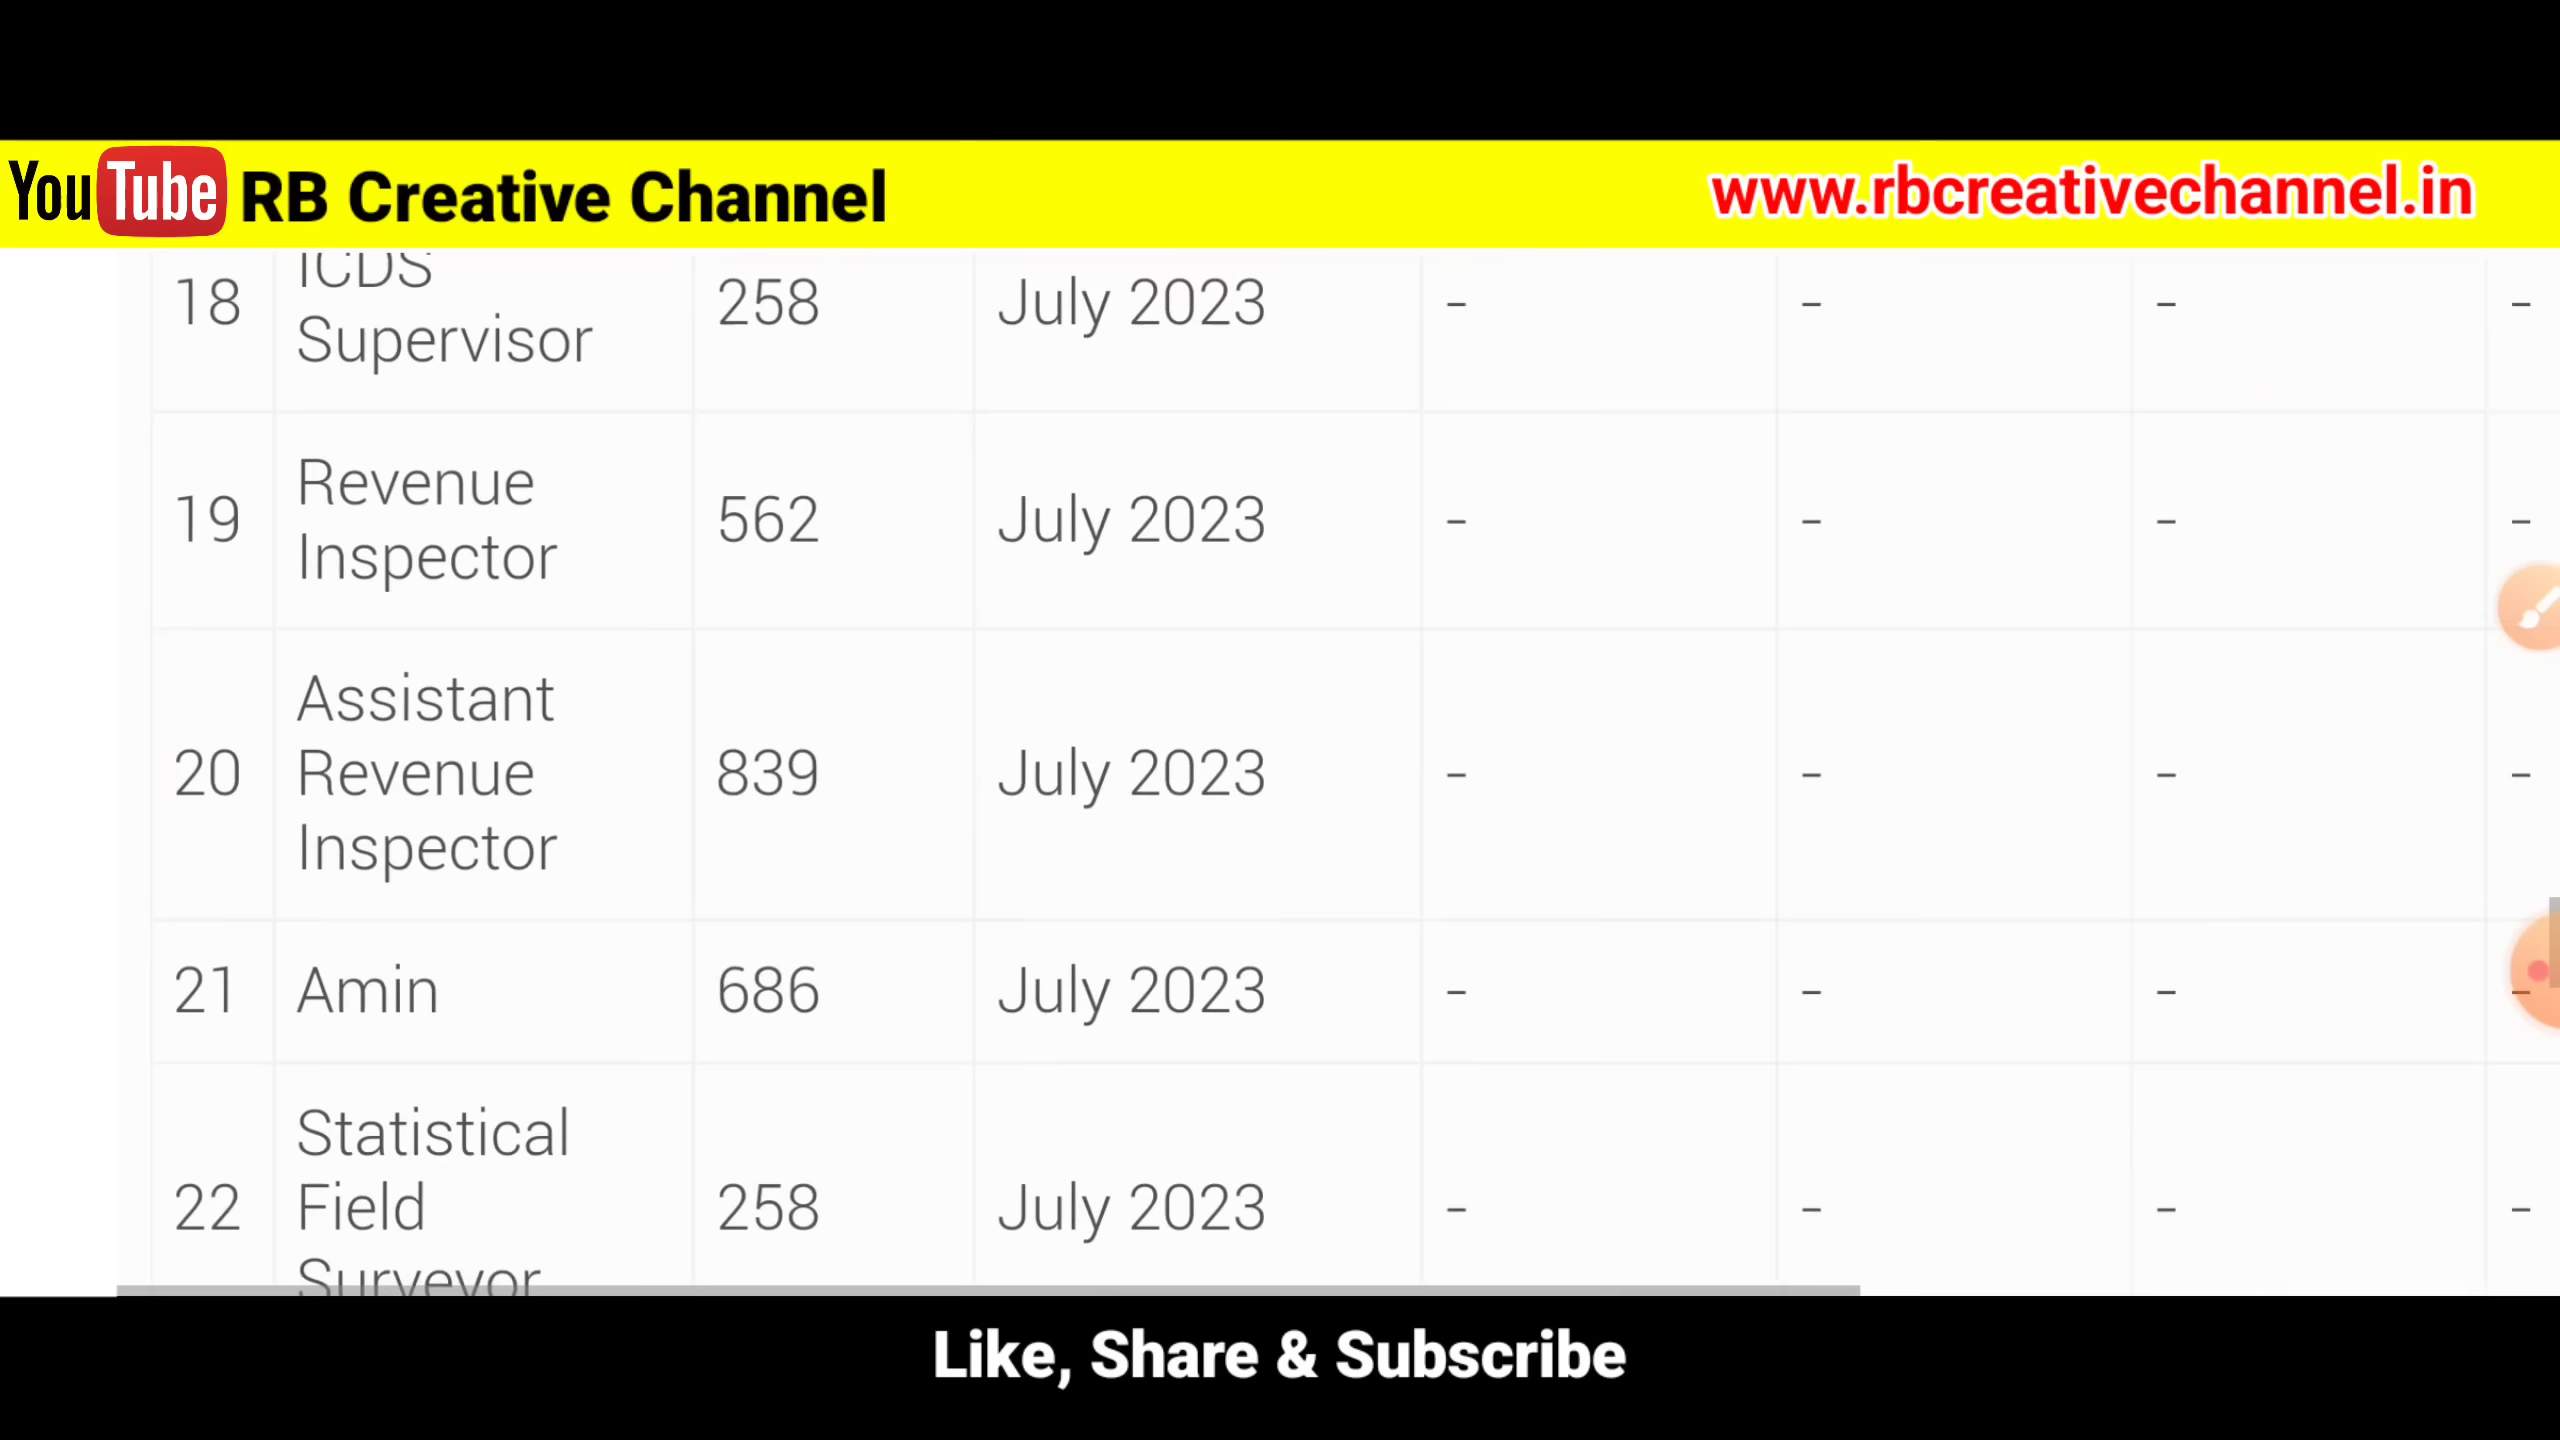 YouTube RB Creative Channel
www.rbcreativechannel.in
18 ICDS Supervisor 258 July 2023 - - - -
19 Revenue Inspector 562 July 2023 - - - -
20 Assistant Revenue Inspector 839 July 2023 - - - -
21 Amin 686 July 2023 - - - -
22 Statistical Field Surveyor 258 July 2023 - - - -
Like, Share & Subscribe